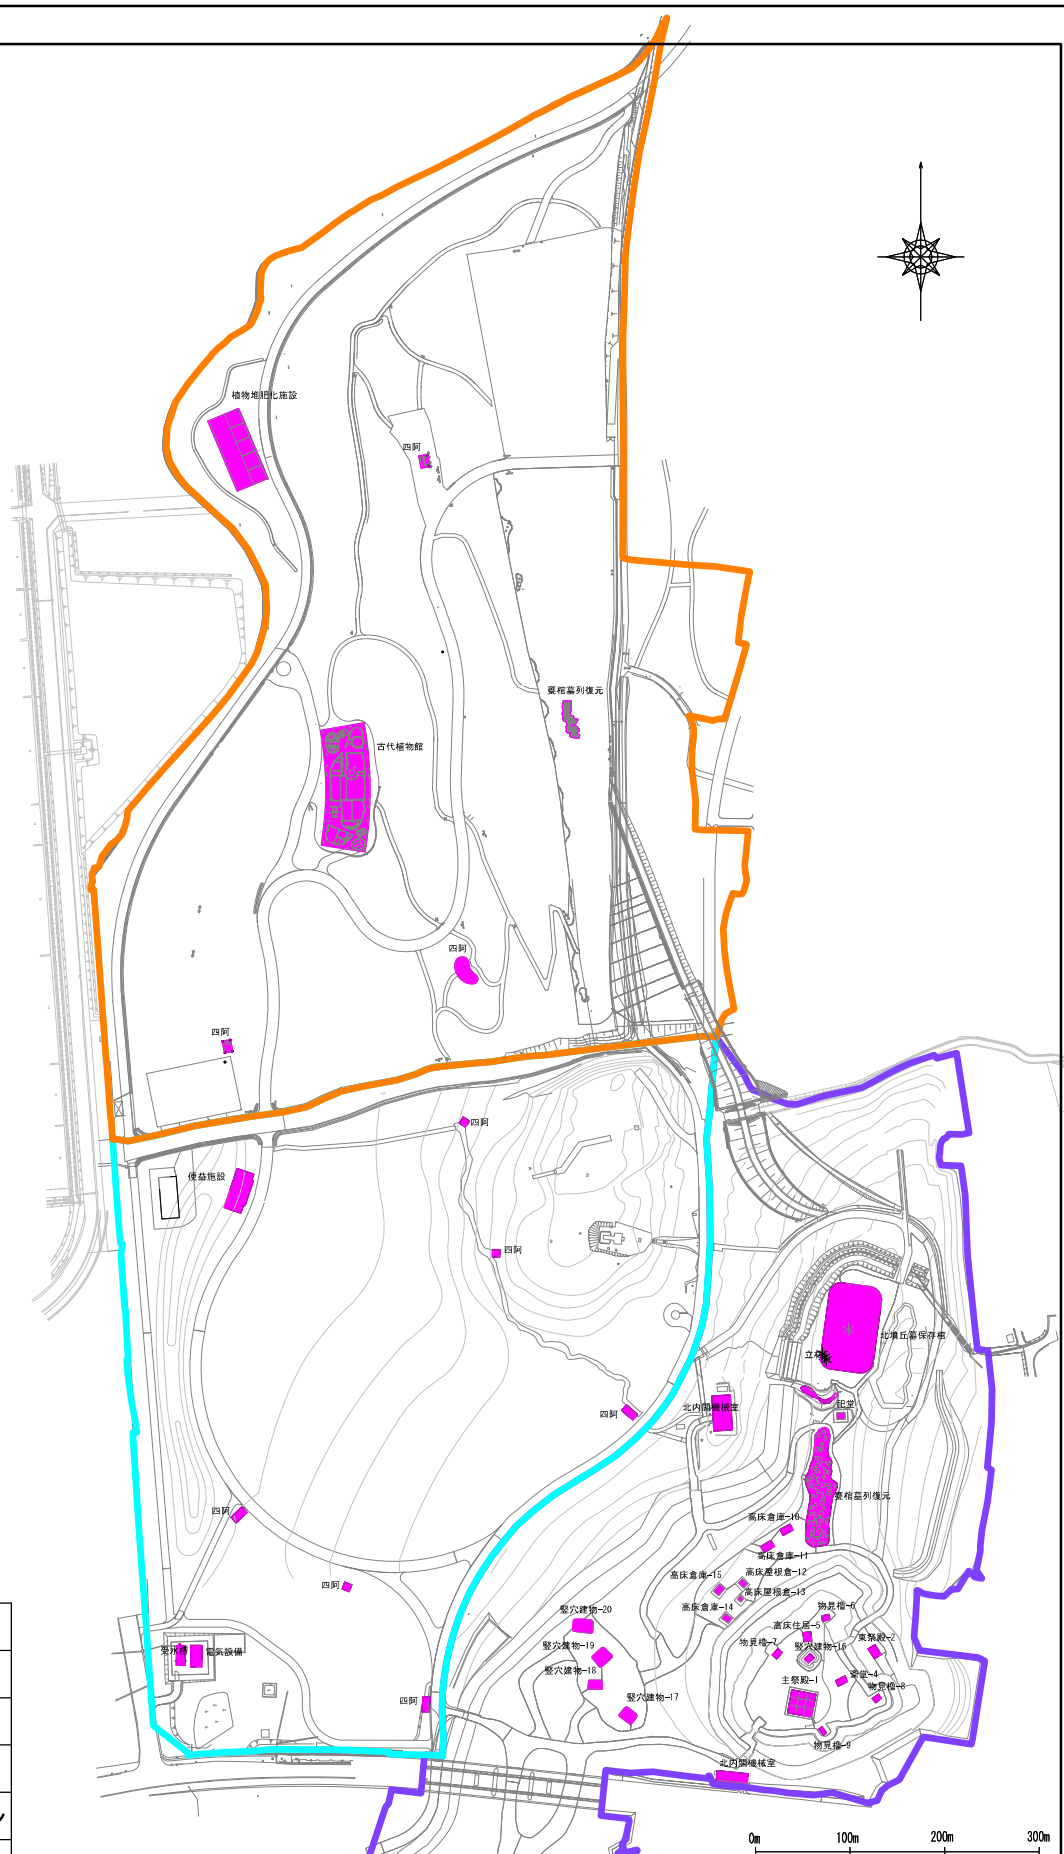 植物堆肥化施設
四阿
甕棺墓列復元
古代植物館
四阿
四阿
四阿
便益施設
四阿
北墳丘墓保存館
立柱
祀堂
北内郭機械室
四阿
甕棺墓列復元
高床倉庫-10
四阿
高床倉庫-11
高床屋根倉-12
高床倉庫-15
四阿
高床屋根倉-13
高床倉庫-14
竪穴建物-20
物見櫓-6
高床住居-5
東祭殿-2
受水槽
電気設備
竪穴建物-19
物見櫓-7
竪穴建物-16
竪穴建物-18
主祭殿-1
斎堂-4
物見櫓-8
四阿
竪穴建物-17
物見櫓-9
北内郭機械室
0m
100m
200m
300m